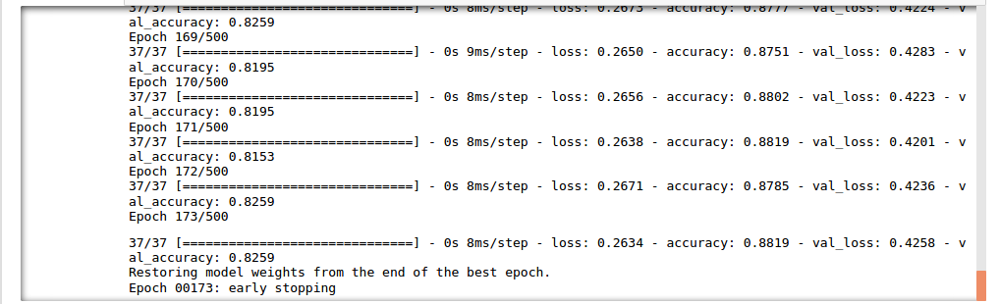 37/37 [==============================] - 0s 8ms/step - loss: 0.2673 - accuracy: 0.8777 - val_loss: 0.4224 - v
al_accuracy: 0.8259
Epoch 169/500
37/37 [==============================] - 0s 9ms/step - loss: 0.2650 - accuracy: 0.8751 - val_loss: 0.4283 - v
al_accuracy: 0.8195
Epoch 170/500
37/37 [==============================] - 0s 8ms/step - loss: 0.2656 - accuracy: 0.8802 - val_loss: 0.4223 - v
al_accuracy: 0.8195
Epoch 171/500
37/37 [==============================] - 0s 8ms/step - loss: 0.2638 - accuracy: 0.8819 - val_loss: 0.4201 - v
al_accuracy: 0.8153
Epoch 172/500
37/37 [==============================] - 0s 8ms/step - loss: 0.2671 - accuracy: 0.8785 - val_loss: 0.4236 - v
al_accuracy: 0.8259
Epoch 173/500
37/37 [==============================] - 0s 8ms/step - loss: 0.2634 - accuracy: 0.8819 - val_loss: 0.4258 - v
al_accuracy: 0.8259
Restoring model weights from the end of the best epoch.
Epoch 00173: early stopping